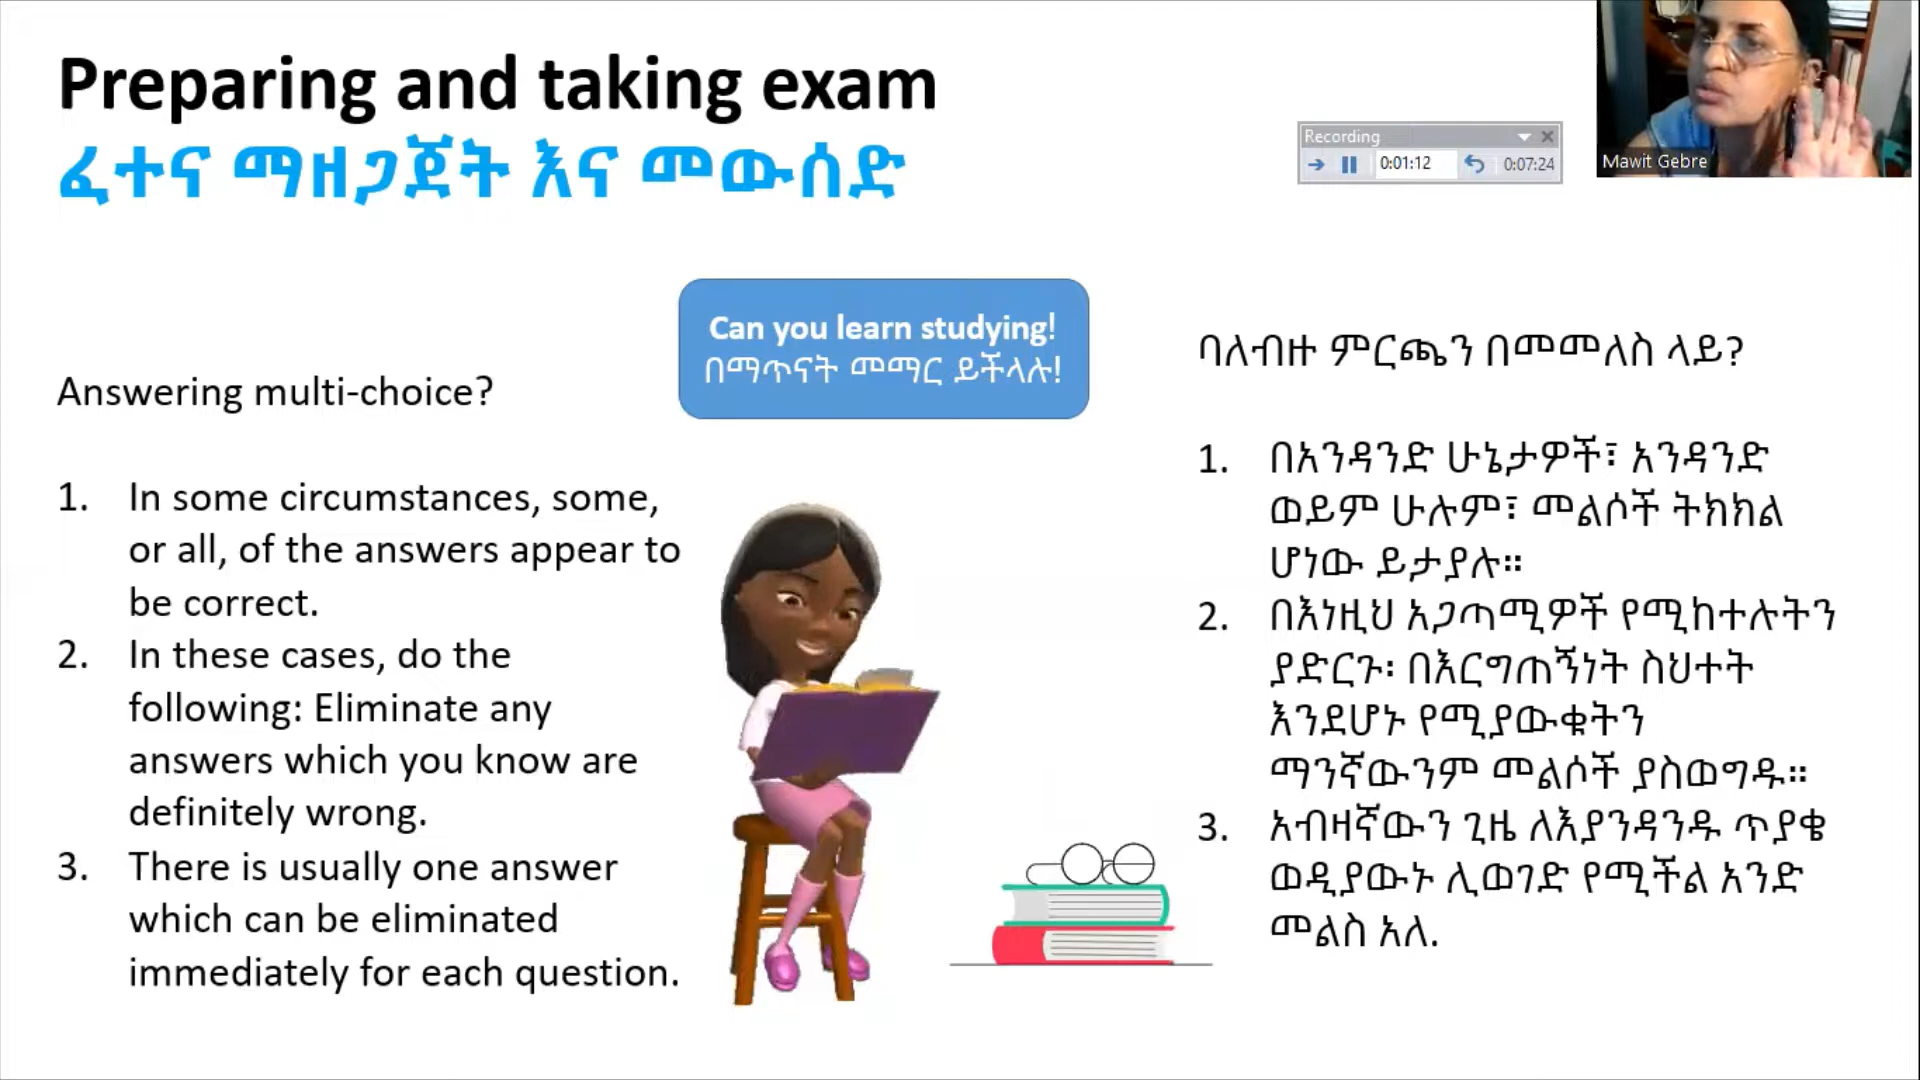 Preparing and taking exam
ፈተና ማዘጋጀት እና መውሰድ
Recording
0:01:12
0:07:24
Mawit Gebre
Can you learn studying!
በማጥናት መማር ይችላሉ!
Answering multi-choice?
1. In some circumstances, some,
or all, of the answers appear to
be correct.
2. In these cases, do the
following: Eliminate any
answers which you know are
definitely wrong.
3. There is usually one answer
which can be eliminated
immediately for each question.
ባለብዙ ምርጫን በመመለስ ላይ?
1. በአንዳንድ ሁኔታዎች፣ አንዳንድ
ወይም ሁሉም፣ መልሶች ትክክል
ሆነው ይታያሉ።
2. በእነዚህ አጋጣሚዎች የሚከተሉትን
ያድርጉ፡ በእርግጠኝነት ስህተት
እንደሆኑ የሚያውቁትን
ማንኛውንም መልሶች ያስወግዱ።
3. አብዛኛውን ጊዜ ለእያንዳንዱ ጥያቄ
ወዲያውኑ ሊወገድ የሚችል አንድ
መልስ አለ.